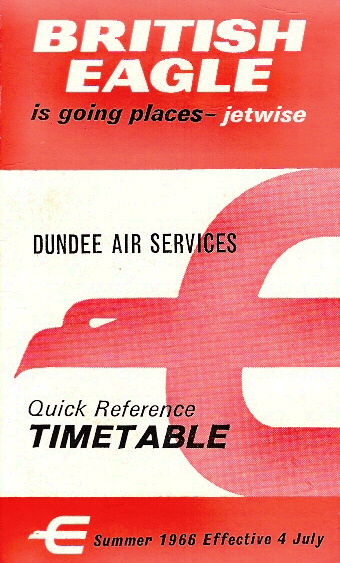 BRITISH
EAGLE
is going places – jetwise
DUNDEE AIR SERVICES
Quick Reference
TIMETABLE
Summer 1966 Effective 4 July